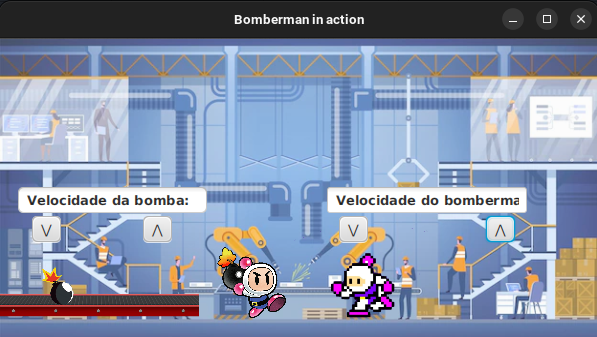 Bomberman in action
Velocidade da bomba:
Velocidade do bomberma
V
Λ
V
Λ